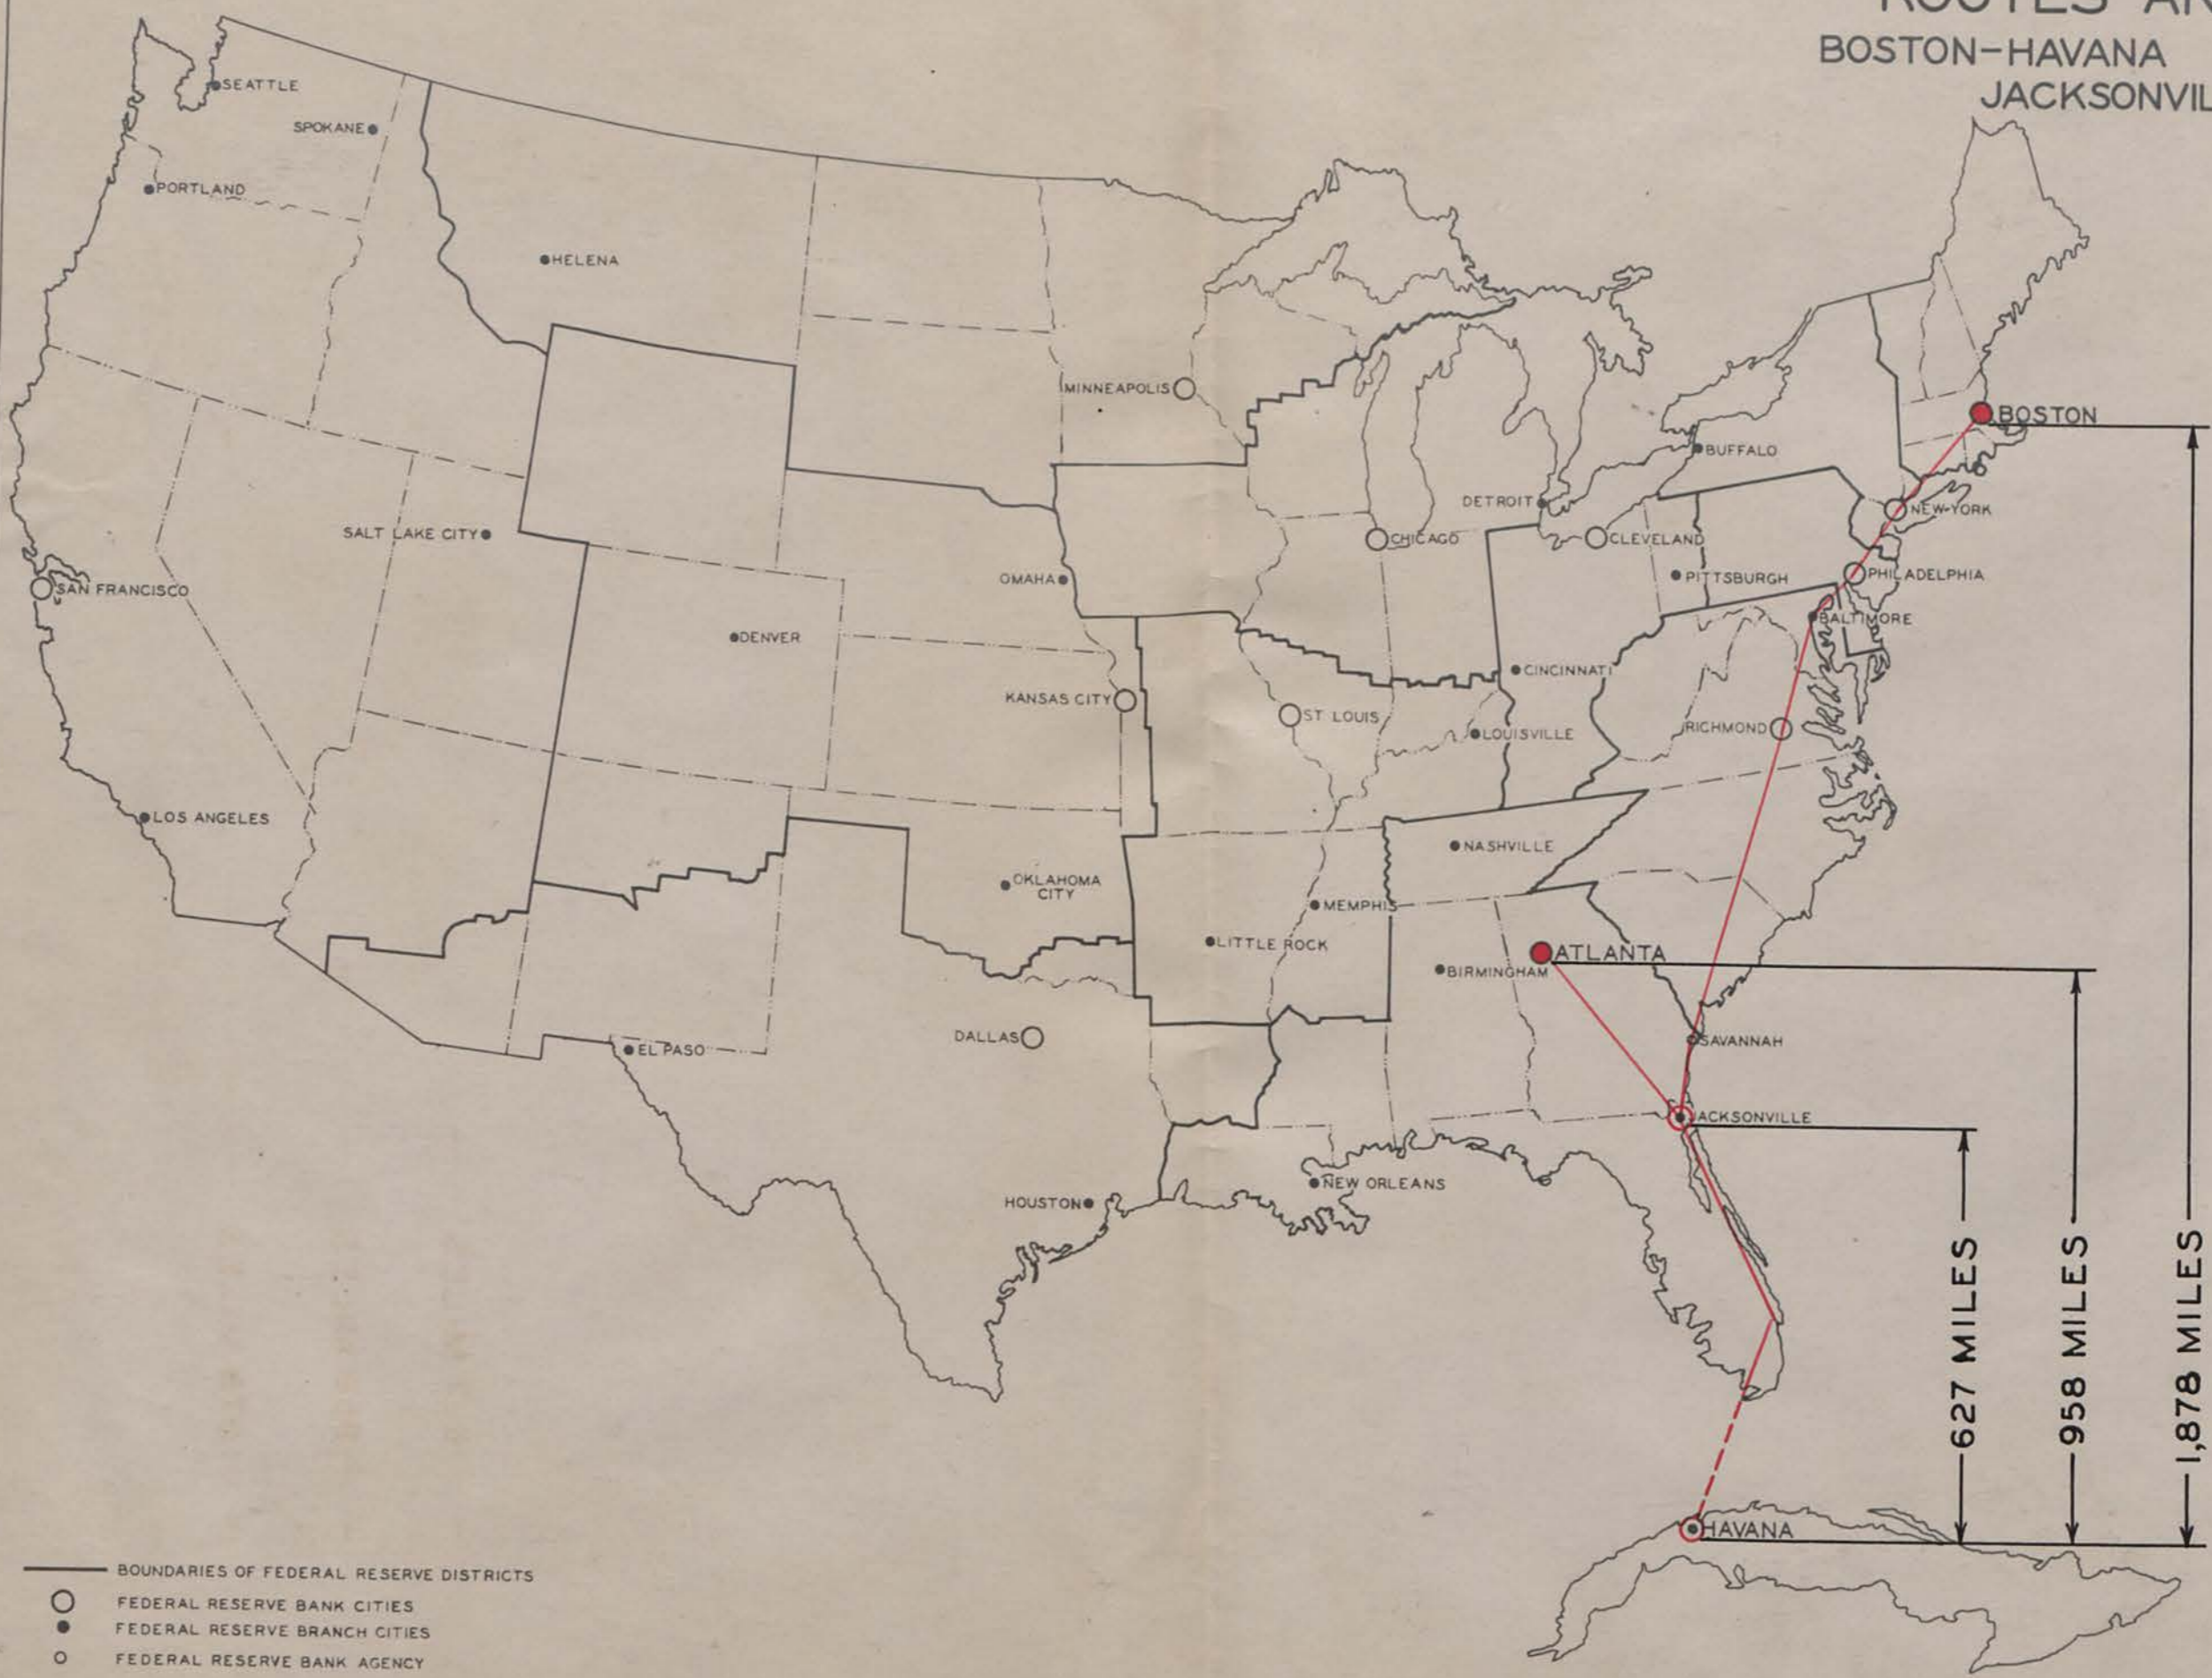 BOSTON-HAVANA
SEATTLE
SPOKANE
PORTLAND
HELENA
MINNEAPOLIS
BOSTON
BUFFALO
DETROIT
NEW-YORK
SALT LAKE CITY
CHICAGO
CLEVELAND
SAN FRANCISCO
OMAHA
PITTSBURGH
PHILADELPHIA
DENVER
BALTIMORE
CINCINNATI
KANSAS CITY
ST LOUIS
LOUISVILLE
RICHMOND
LOS ANGELES
NASHVILLE
OKLAHOMA
CITY
MEMPHIS
LITTLE ROCK
ATLANTA
BIRMINGHAM
DALLAS
EL PASO
SAVANNAH
JACKSONVILLE
NEW ORLEANS
HOUSTON
627 MILES
958 MILES
1,878 MILES
HAVANA
BOUNDARIES OF FEDERAL RESERVE DISTRICTS
FEDERAL RESERVE BANK CITIES
FEDERAL RESERVE BRANCH CITIES
FEDERAL RESERVE BANK AGENCY